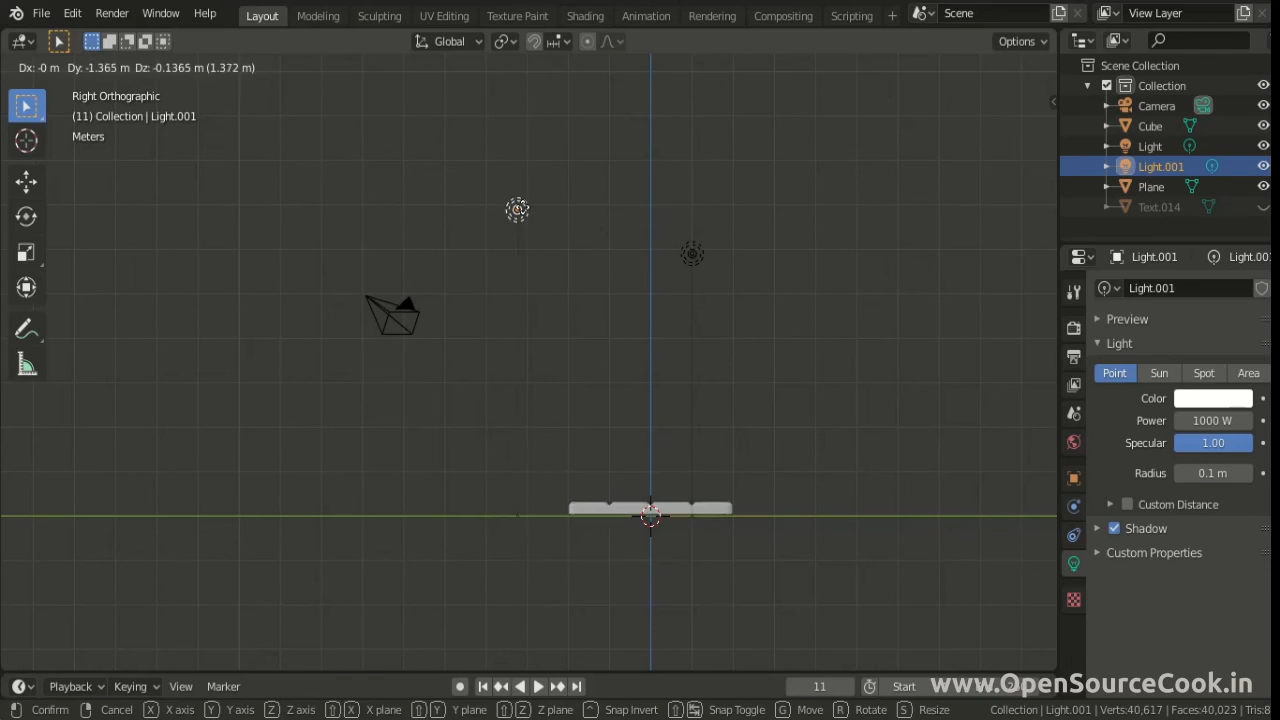 File Edit Render Window Help Layout Modeling Sculpting UV Editing Texture Paint Shading Animation Rendering Compositing Scripting + Scene View Layer
Global Options
Dx: -0 m Dy: -1.365 m Dz: -0.1365 m (1.372 m)
Right Orthographic
(11) Collection | Light.001
Meters
Scene Collection
Collection
Camera
Cube
Light
Light.001
Plane
Text.014
Light.001 Light.00
Light.001
Preview
Light
Point Sun Spot Area
Color
Power 1000 W
Specular 1.00
Radius 0.1 m
Custom Distance
Shadow
Custom Properties
Playback Keying View Marker 11 Start
www.OpenSourceCook.in
Confirm Cancel X X axis Y Y axis Z Z axis X X plane Y Y plane Z Z plane Snap Invert Snap Toggle G Move R Rotate S Resize Collection | Light.001 | Verts:40,617 | Faces:40,023 | Tris:8